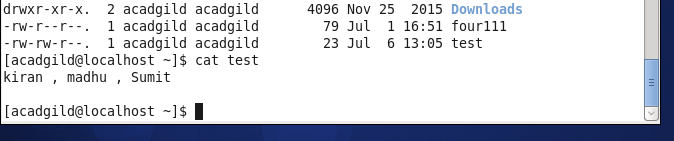 drwxr-xr-x.  2 acadgild acadgild     4096 Nov 25  2015 Downloads
-rw-r--r--.  1 acadgild acadgild       79 Jul  1 16:51 four111
-rw-rw-r--.  1 acadgild acadgild       23 Jul  6 13:05 test
[acadgild@localhost ~]$ cat test
kiran , madhu , Sumit
[acadgild@localhost ~]$